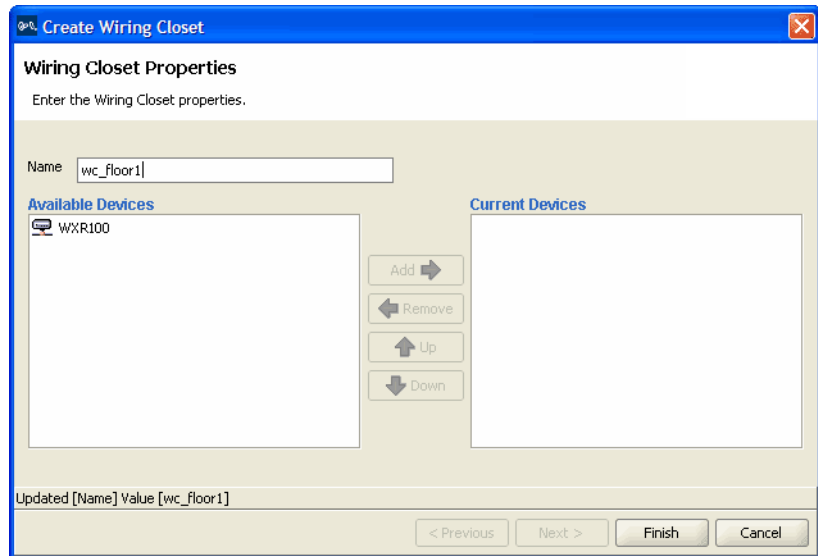 Create Wiring Closet
Wiring Closet Properties
Enter the Wiring Closet properties.
Name wc_floor1
Available Devices Current Devices
WXR100
Add
Remove
Up
Down
Updated [Name] Value [wc_floor1]
< Previous Next > Finish Cancel